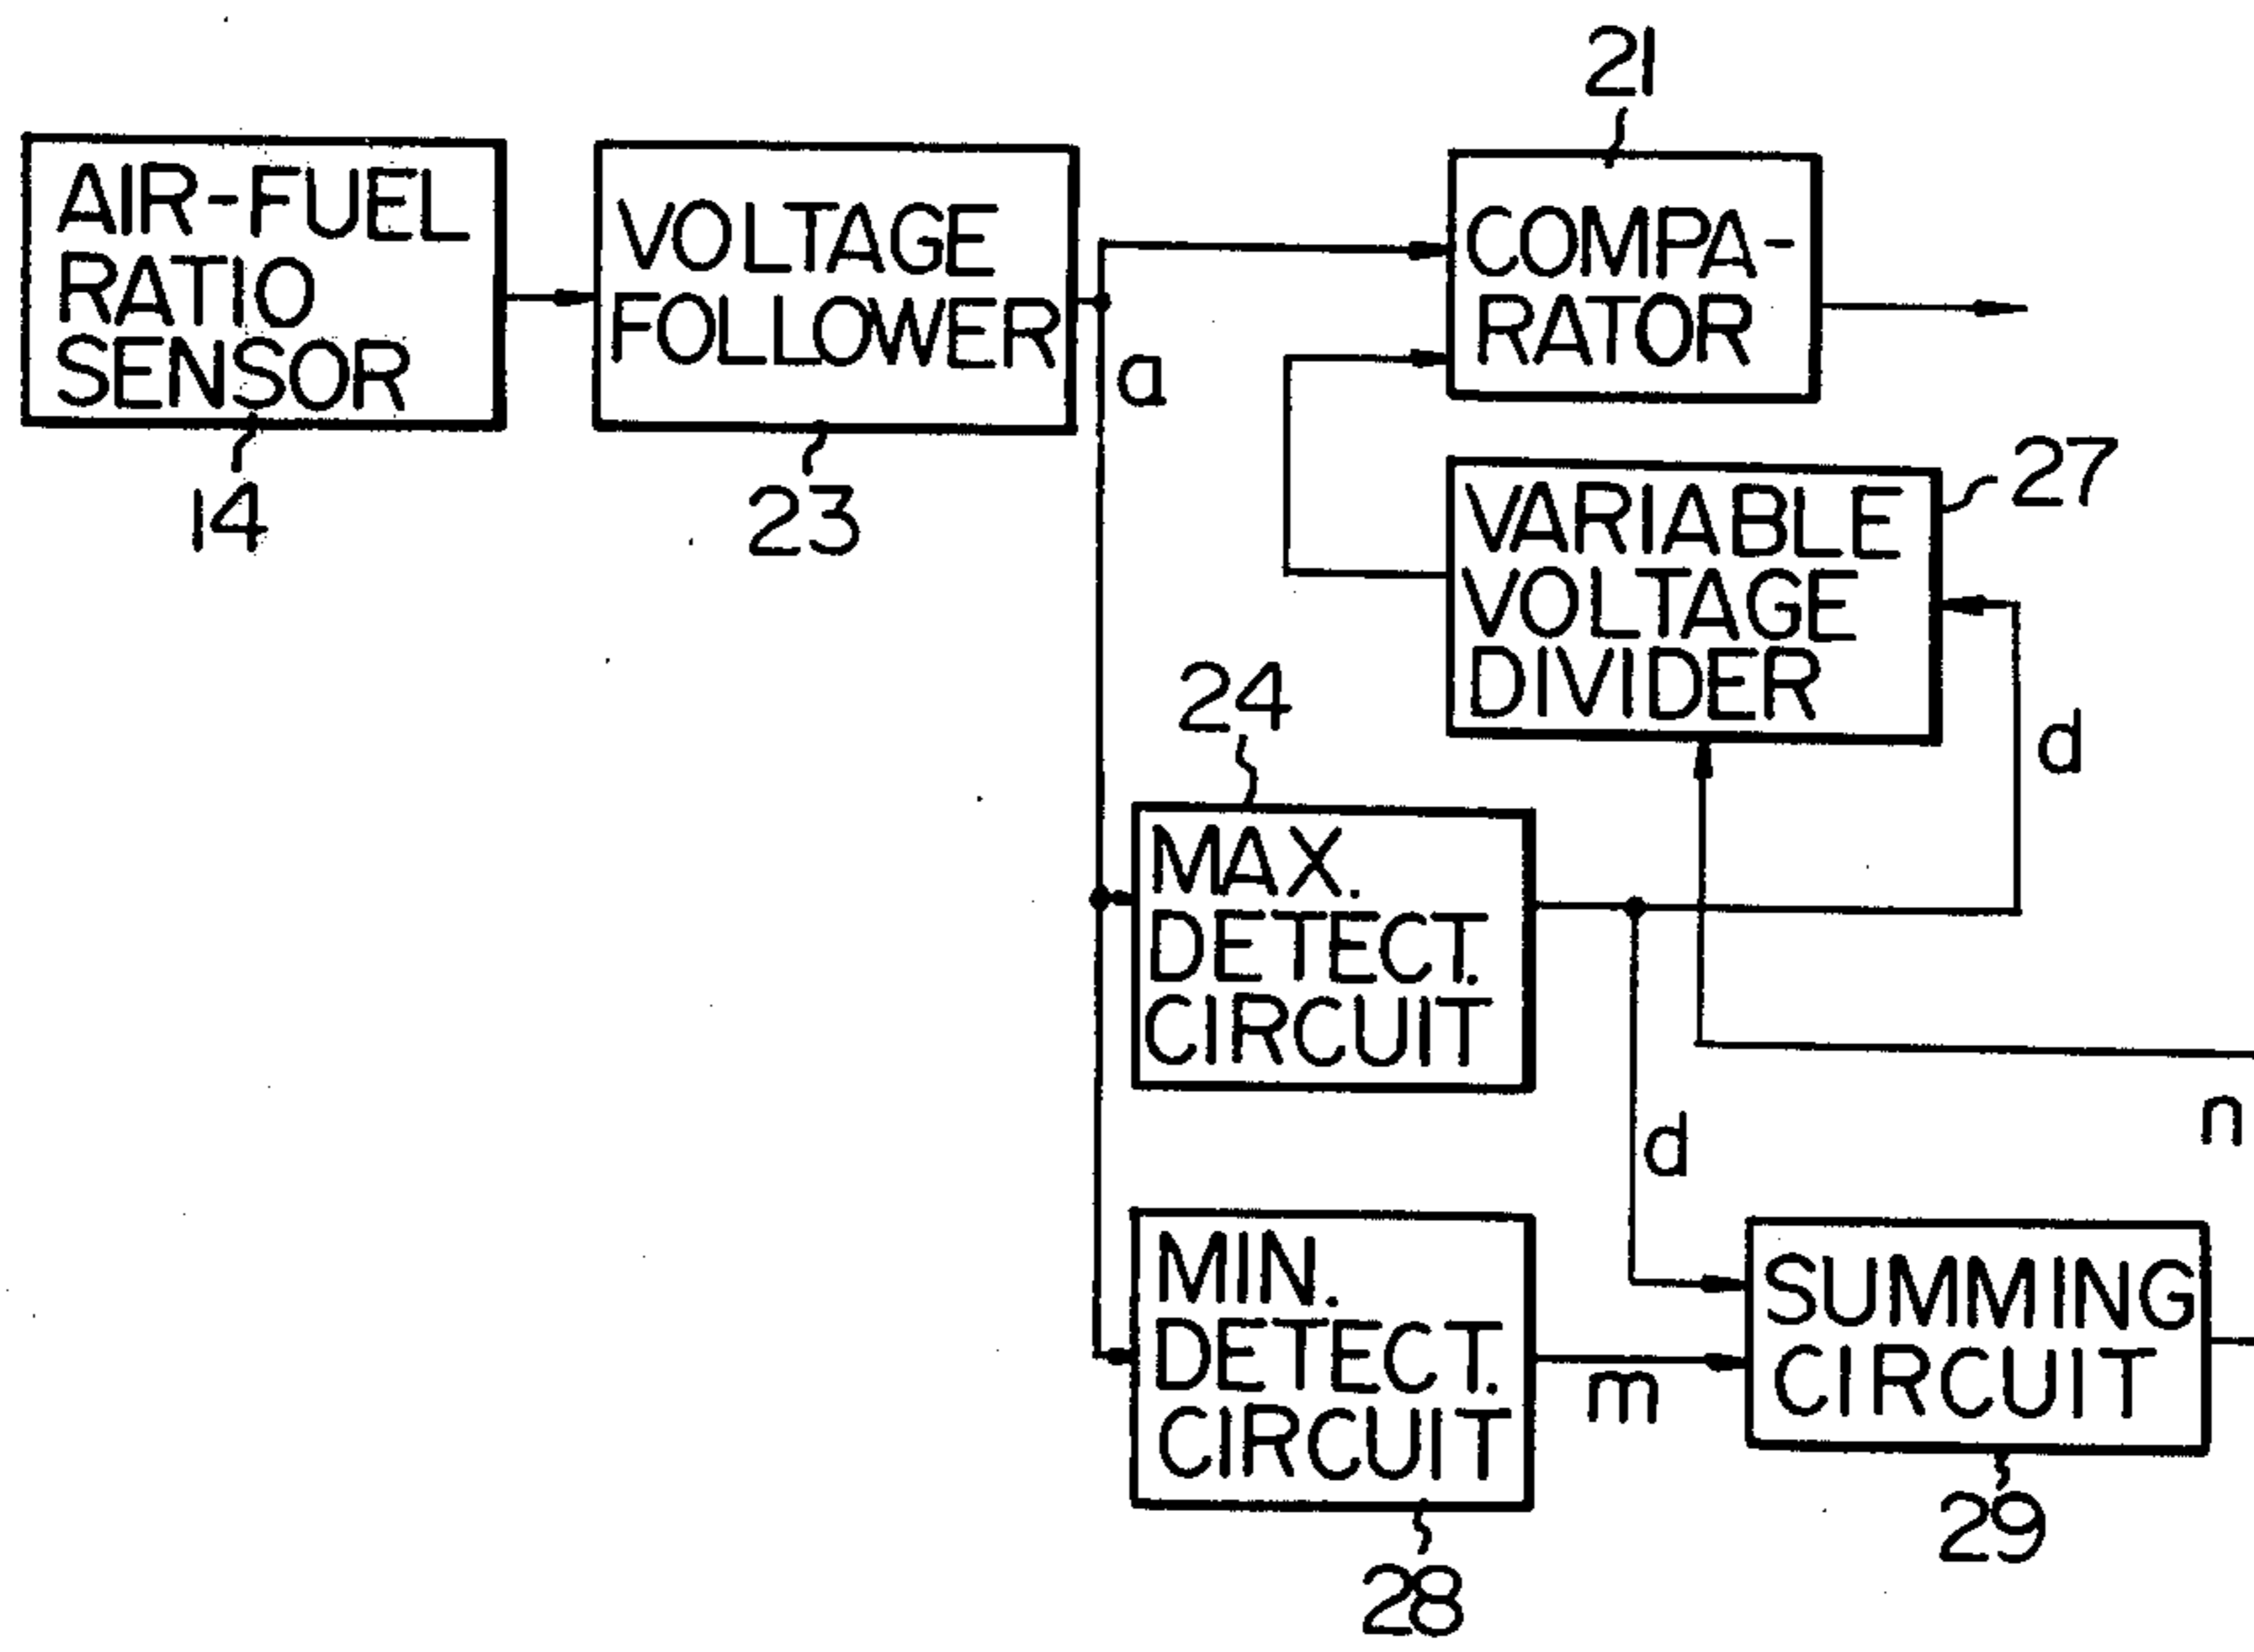 21
AIR-FUEL
RATIO
SENSOR
14
VOLTAGE
FOLLOWER
23
a
COMPA-
RATOR
27
VARIABLE
VOLTAGE
DIVIDER
d
24
MAX.
DETECT.
CIRCUIT
d
n
MIN.
DETECT.
CIRCUIT
28
m
SUMMING
CIRCUIT
29